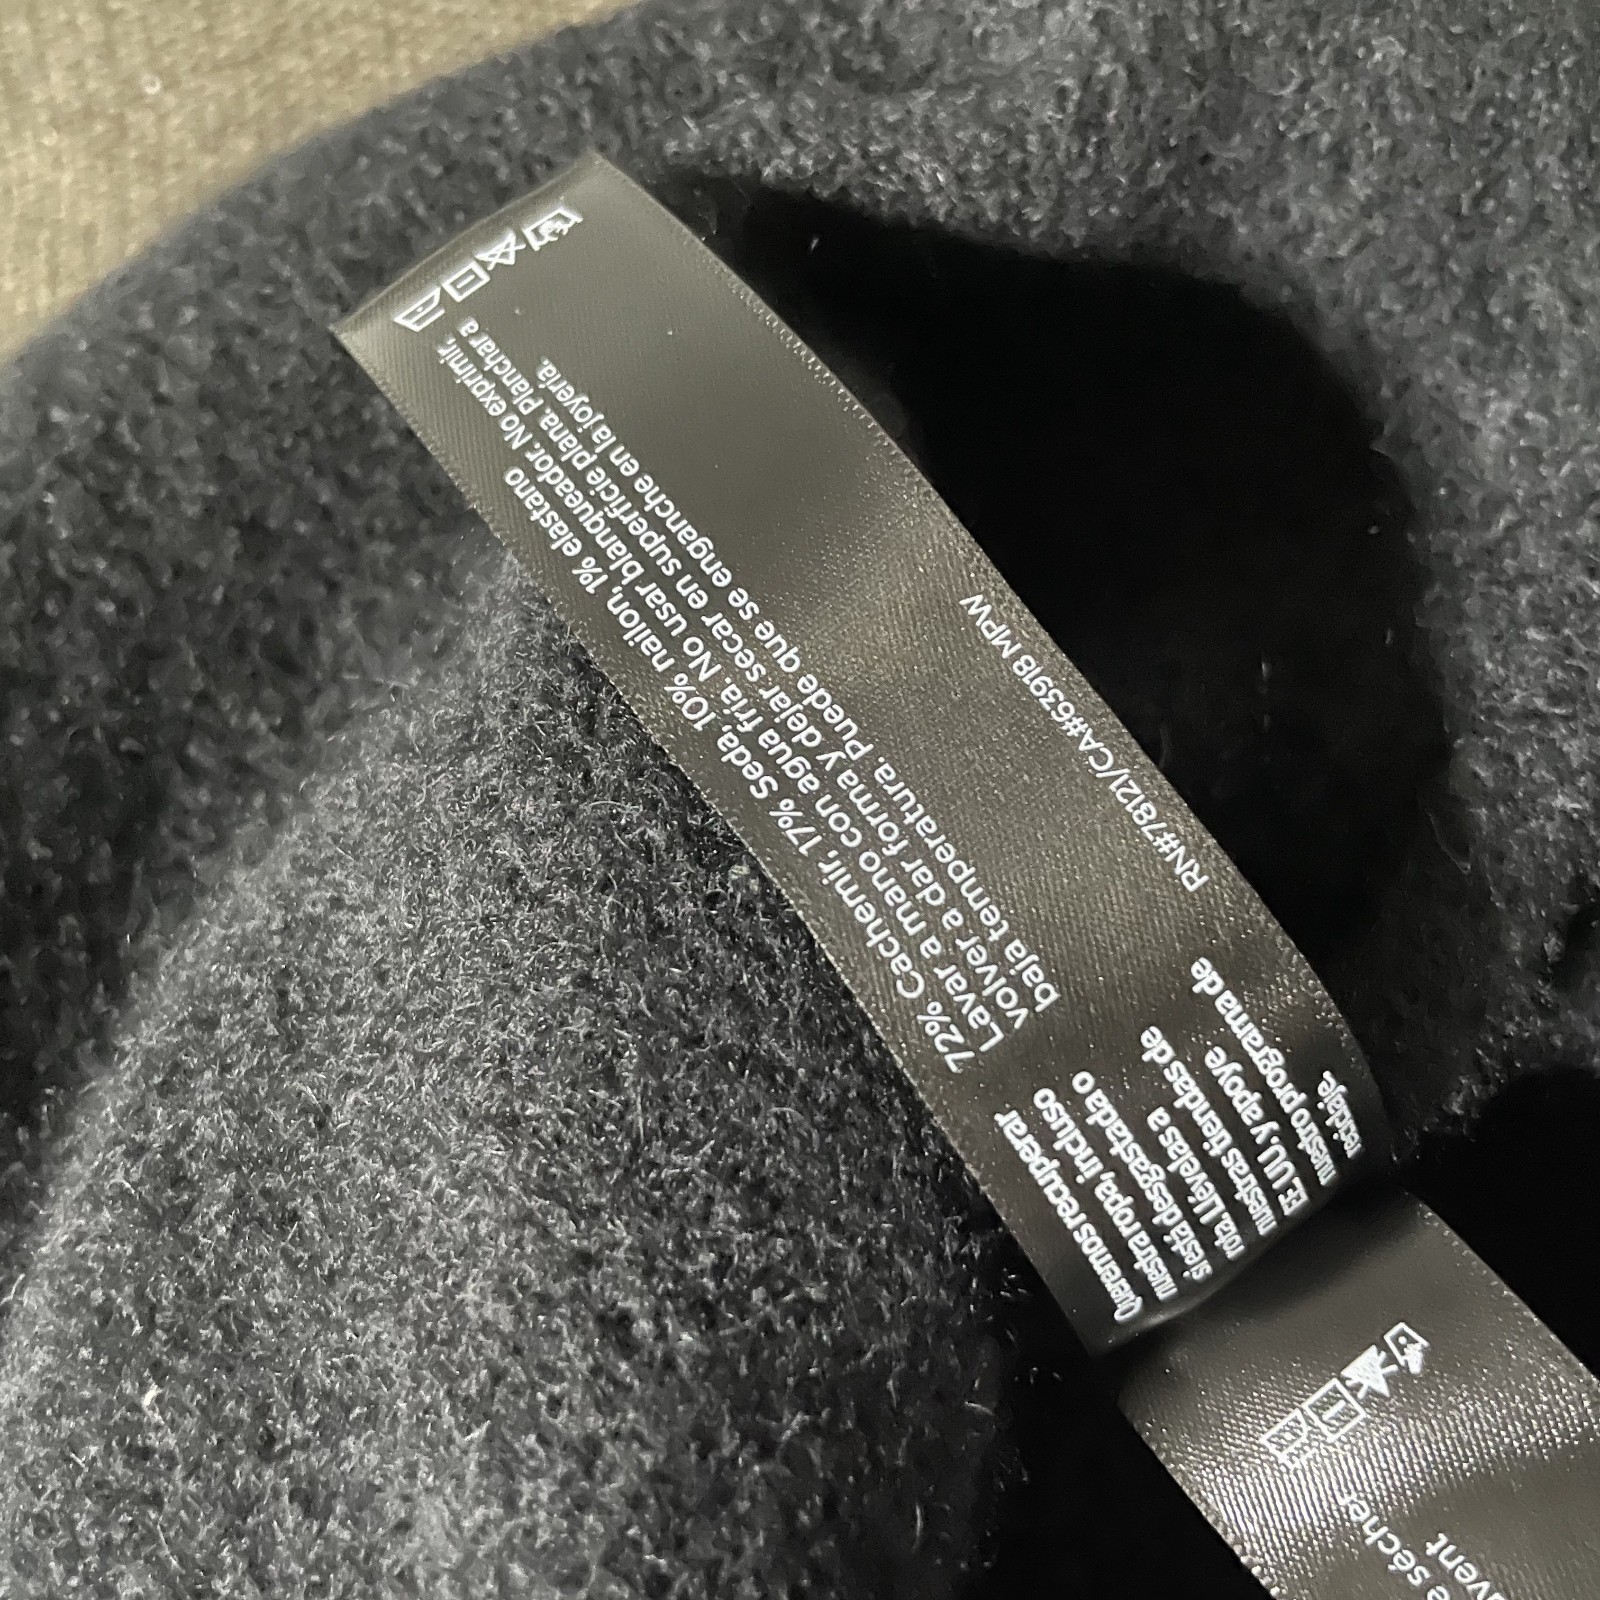 72% Cachemir, 17% Seda, 10% nailon, 1% elastano
Lavar a mano con agua fría. No usar blanqueador. No exprimir,
volver a dar forma y dejar secar en superficie plana. Planchar a
baja temperatura. Puede que se enganche en la joyería.
RN#78121/CA#63918 MPW
Queremos recuperar
nuestra ropa, incluso
si está desgastada o
rota. Llévelas a
nuestras tiendas de
EE.UU., y apoye
nuestro programa de
reciclaje.
sécher
uvent